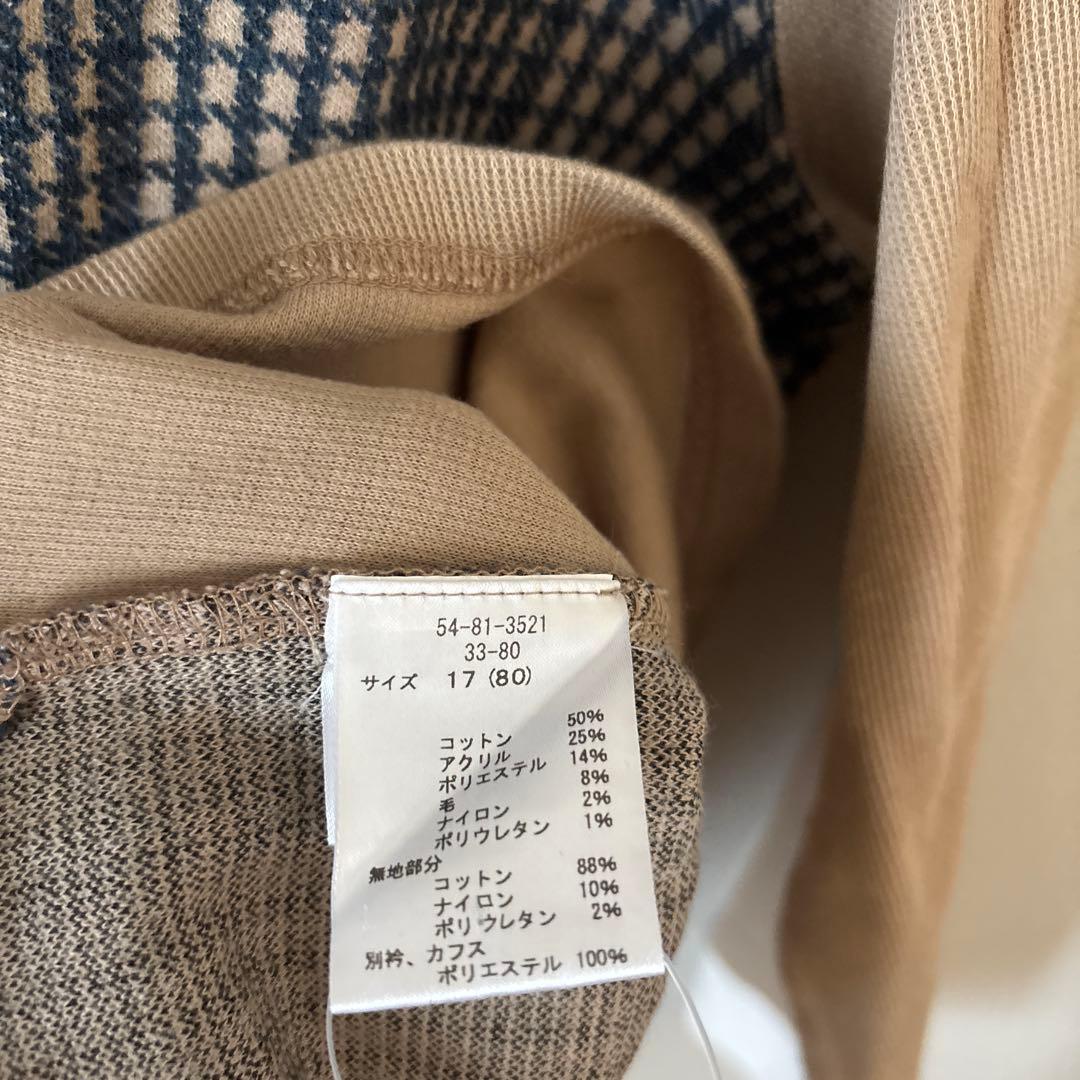 54-81-3521
33-80
サイズ 17 (80)
コットン 50%
アクリル 25%
ポリエステル 14%
毛 8%
ナイロン 2%
ポリウレタン 1%
無地部分
コットン 88%
ナイロン 10%
ポリウレタン 2%
別衿、カフス
ポリエステル 100%